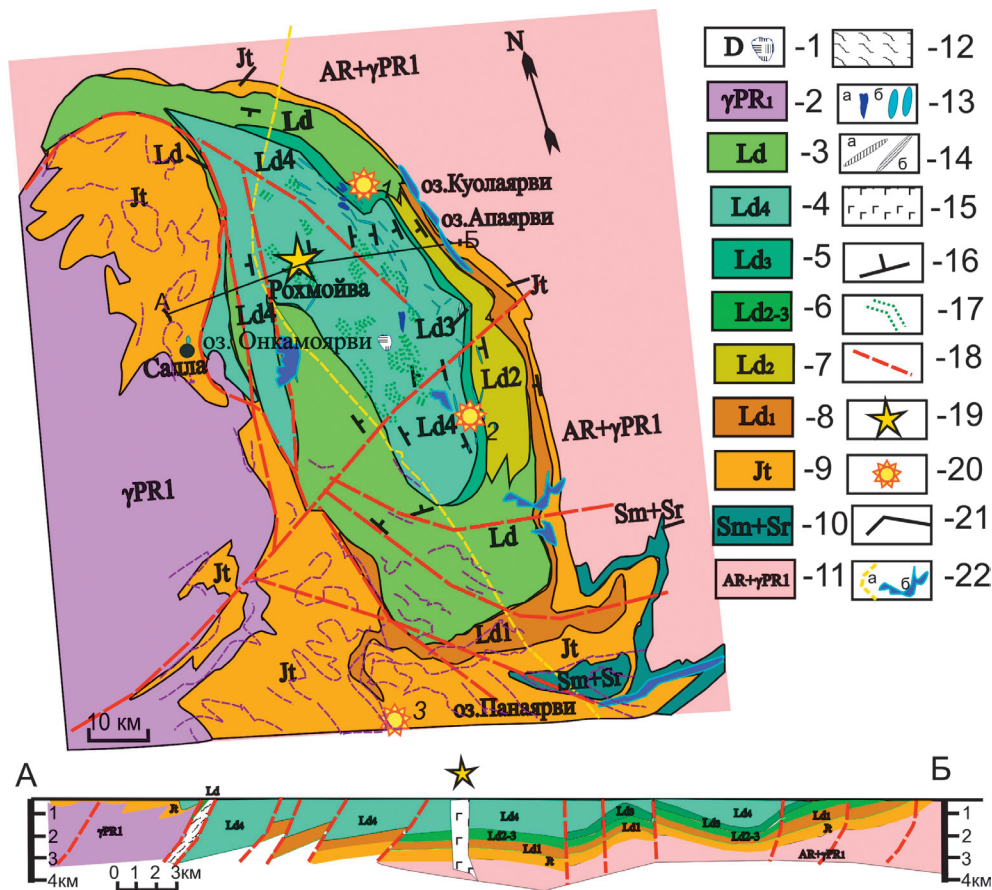 Jt
AR+γPR1
N
Ld
Ld
Ld4
Jt
1
оз.Куолаярви
оз.Апаярви
Б
Jt
А
Рохмойва
Ld4
Ld3
оз. Онкамоярви
Салла
Ld2
Ld4
2
AR+γPR1
γPR1
Sm+Sr
Ld
Jt
Ld1
Jt
Jt
Sm+Sr
оз.Панаярви
3
10 км
D -1
γPR1 -2
Ld -3
Ld4 -4
Ld3 -5
Ld2-3 -6
Ld2 -7
Ld1 -8
Jt -9
Sm+Sr -10
AR+γPR1 -11
-12
а б -13
а б -14
-15
-16
-17
-18
-19
-20
-21
а б -22
А Б
Ld
1 Jt Ld4 Ld4 Ld4 Ld4 Ld3 Ld4 Ld1 1
γPR1 Ld2-3 Ld1 Ld3 Ld2-3 Jt
2 2
3 Ld1 Jt AR+γPR1 3
4км 0 1 2 3км 4км